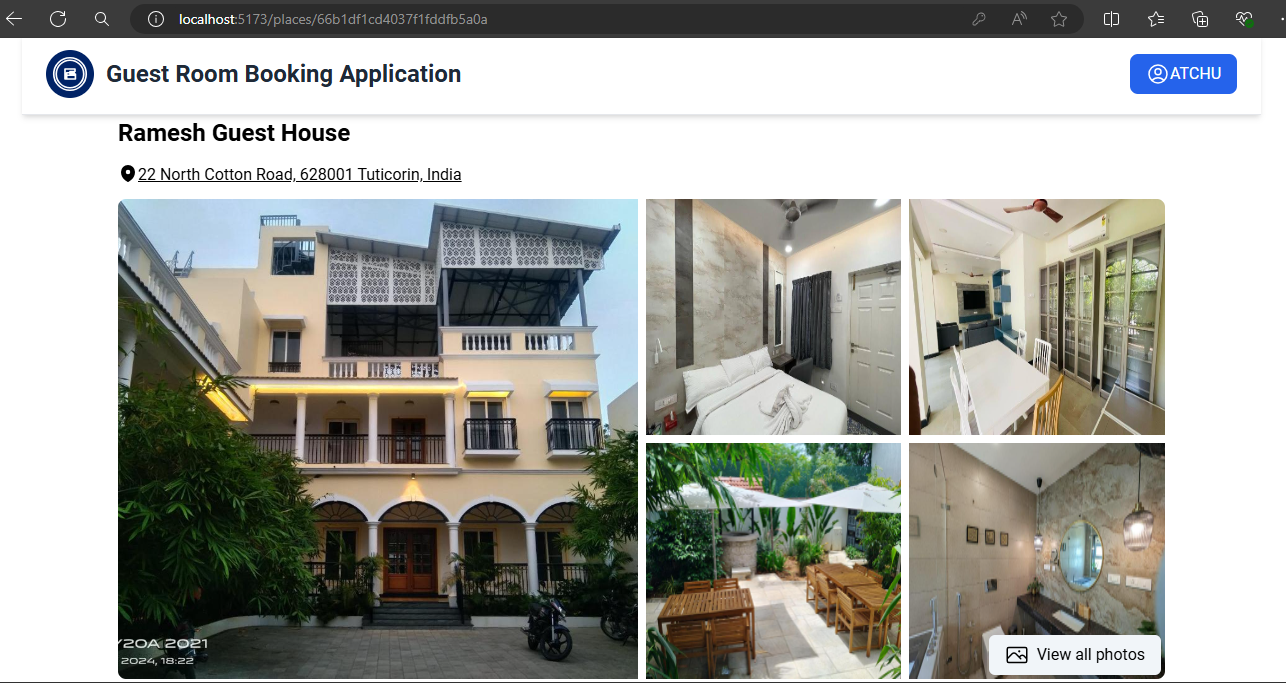 localhost:5173/places/66b1df1cd4037f1fddfb5a0a
Guest Room Booking Application
ATCHU
Ramesh Guest House
22 North Cotton Road, 628001 Tuticorin, India
Y20A 2021
2024, 18:22
View all photos